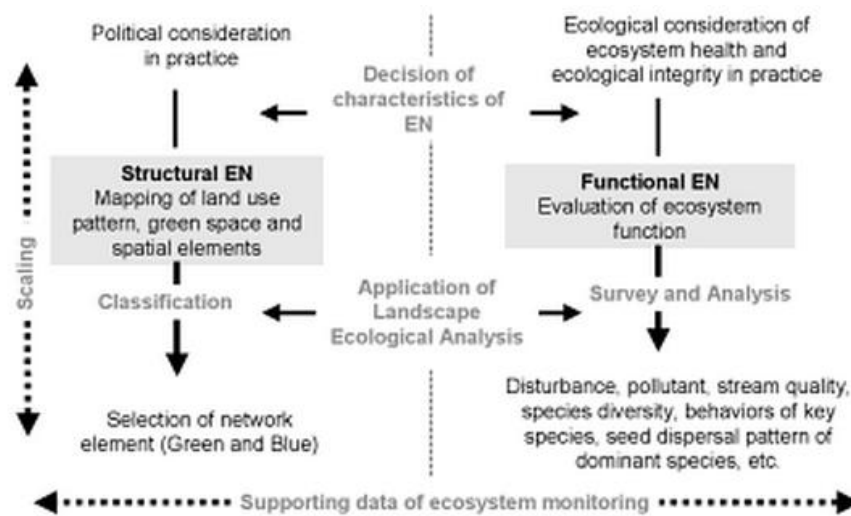 Political consideration
in practice
Decision of
characteristics of
EN
Ecological consideration of
ecosystem health and
ecological integrity in practice
Structural EN
Mapping of land use
pattern, green space and
spatial elements
Functional EN
Evaluation of ecosystem
function
Scaling
Classification
Application of
Landscape
Ecological Analysis
Survey and Analysis
Selection of network
element (Green and Blue)
Disturbance, pollutant, stream quality,
species diversity, behaviors of key
species, seed dispersal pattern of
dominant species, etc.
Supporting data of ecosystem monitoring